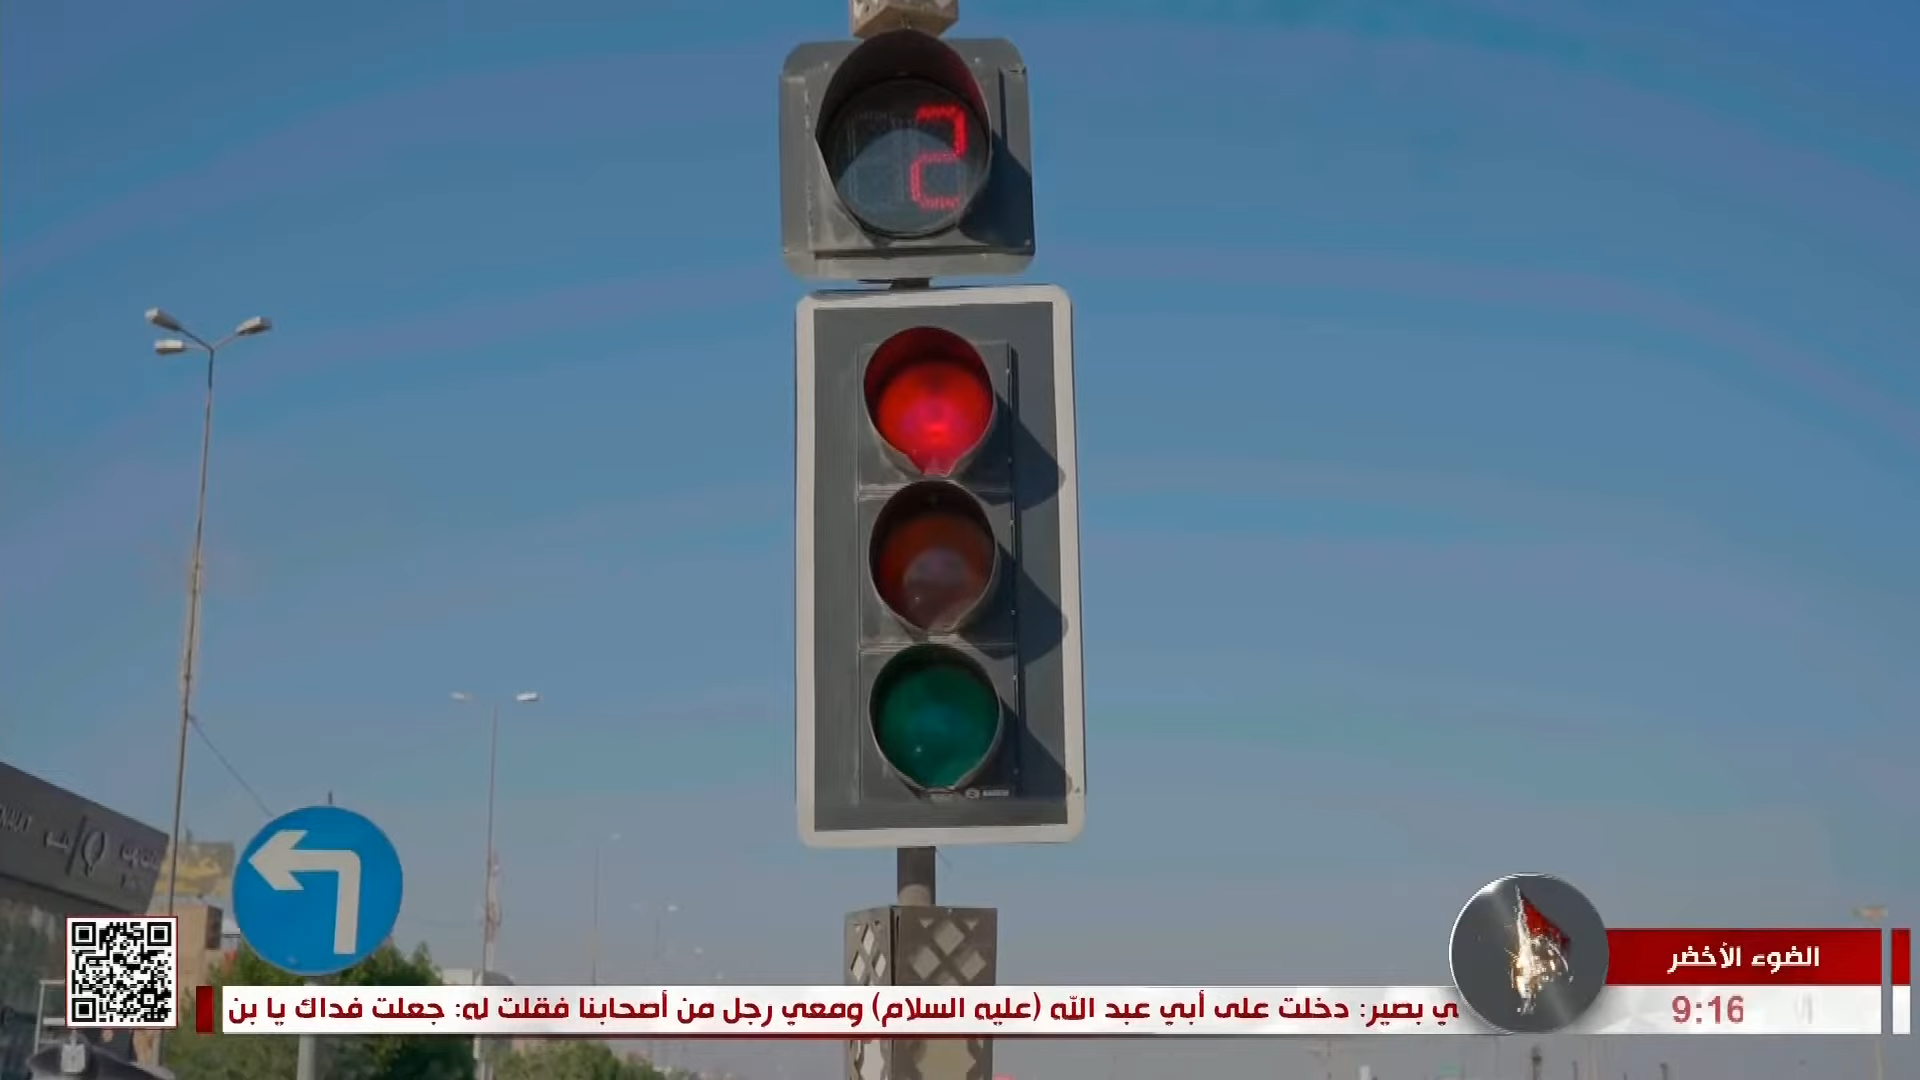 2
الضوء الأخضر
9:16
ي بصير: دخلت على أبي عبد الله (عليه السلام) ومعي رجل من أصحابنا فقلت له: جعلت فداك يا بن